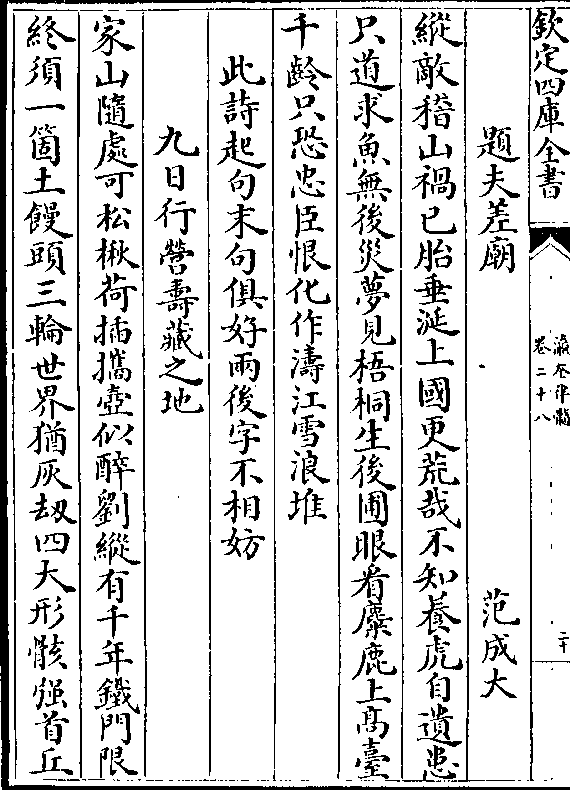 欽定四庫全書
瀛奎律髓
卷二十八
二十
題夫差廟 范成大
縱敵稽山禍已胎垂涎上國更荒哉不知養虎自遺患
只道求魚無後災夢見梧桐生後圃眼看麋鹿上髙臺
千齡只恐忠臣恨化作濤江雪浪堆
此詩起句末句俱好兩後字不相妨
九日行營壽藏之地
家山隨處可松楸荷插攜壺似醉劉縱有千年鐵門限
終須一箇土饅頭三輪世界猶灰刼四大形骸强首丘